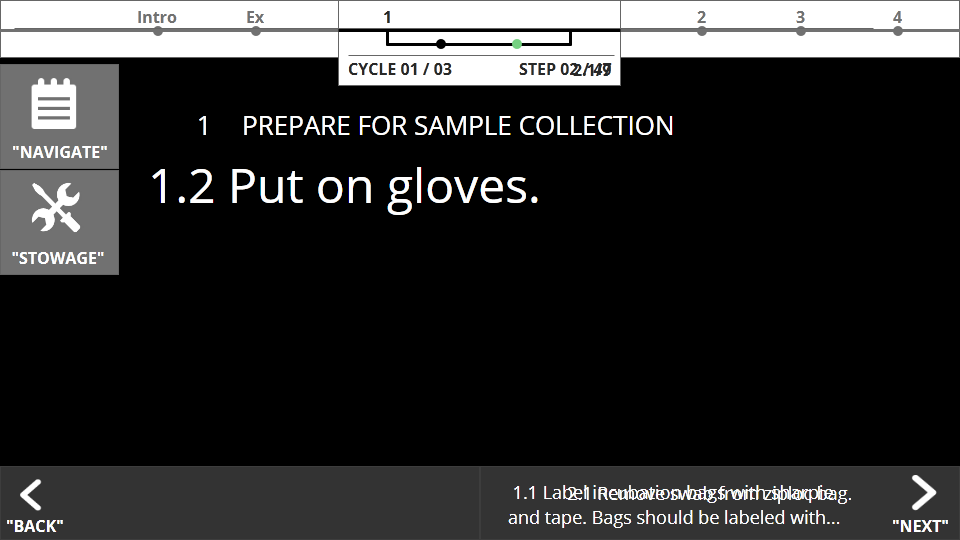 Intro Ex 1 2 3 4
CYCLE 01 / 03 STEP 02
"NAVIGATE"
1 PREPARE FOR SAMPLE COLLECTION
1.2 Put on gloves.
"STOWAGE"
1.1 Label incubation bags with sharpie
2.1 Remove swab from ziploc bag.
and tape. Bags should be labeled with...
"BACK"
"NEXT"